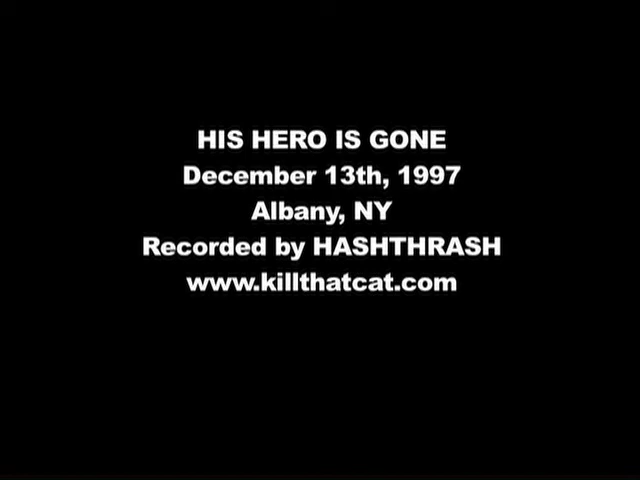 HIS HERO IS GONE
December 13th, 1997
Albany, NY
Recorded by HASHTHRASH
www.killthatcat.com